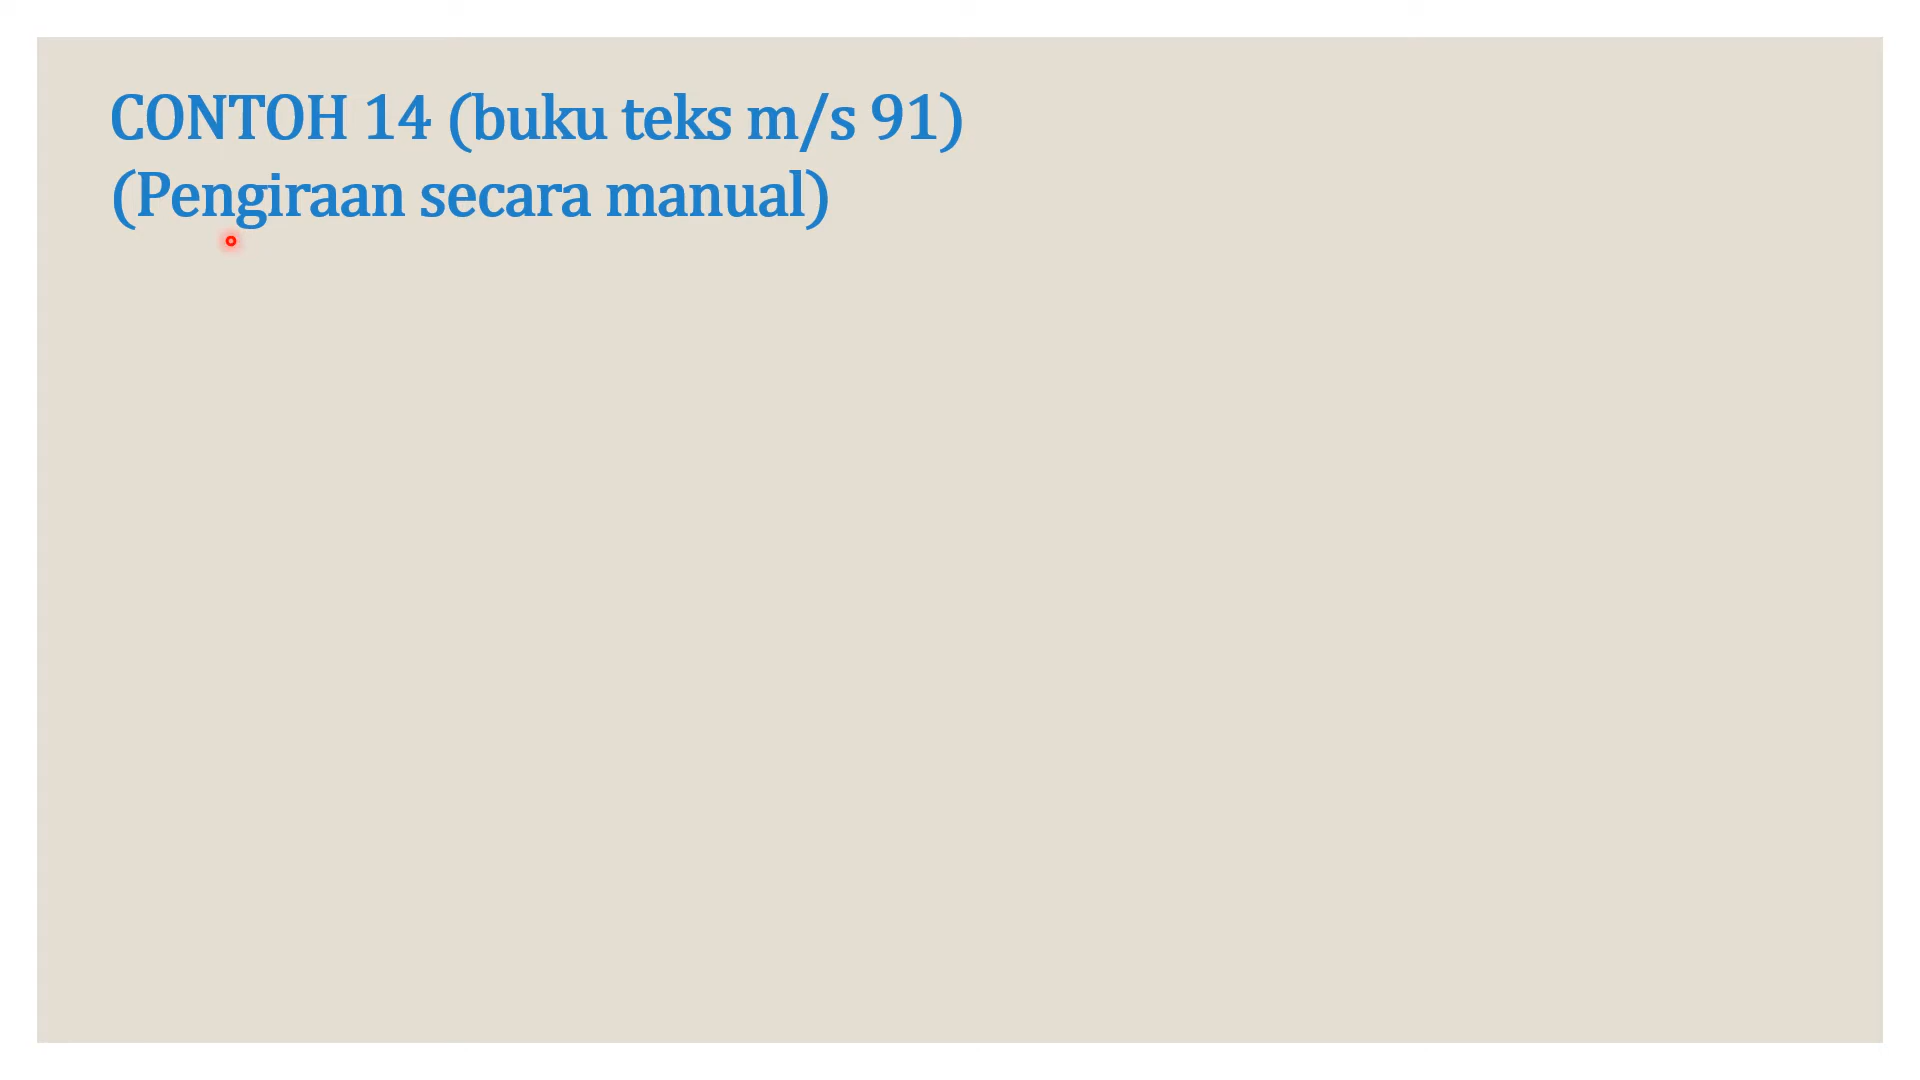 CONTOH 14 (buku teks m/s 91)
(Pengiraan secara manual)